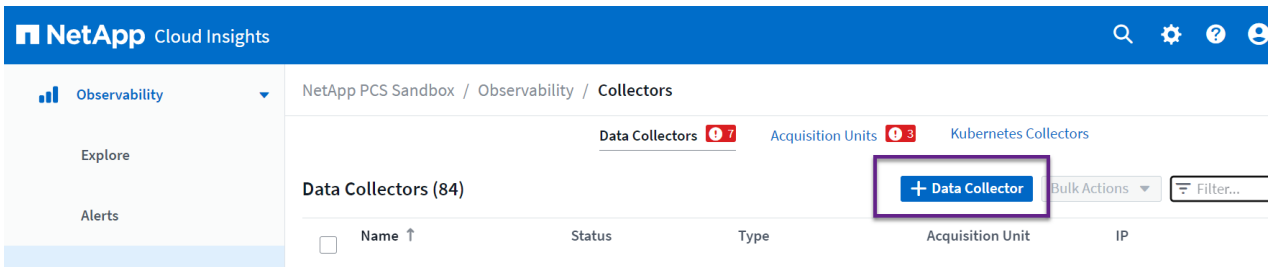 NetApp Cloud Insights
Observability
NetApp PCS Sandbox / Observability / Collectors
Data Collectors 7 Acquisition Units 3 Kubernetes Collectors
Explore
Data Collectors (84) + Data Collector Bulk Actions Filter...
Alerts
Name ↑ Status Type Acquisition Unit IP